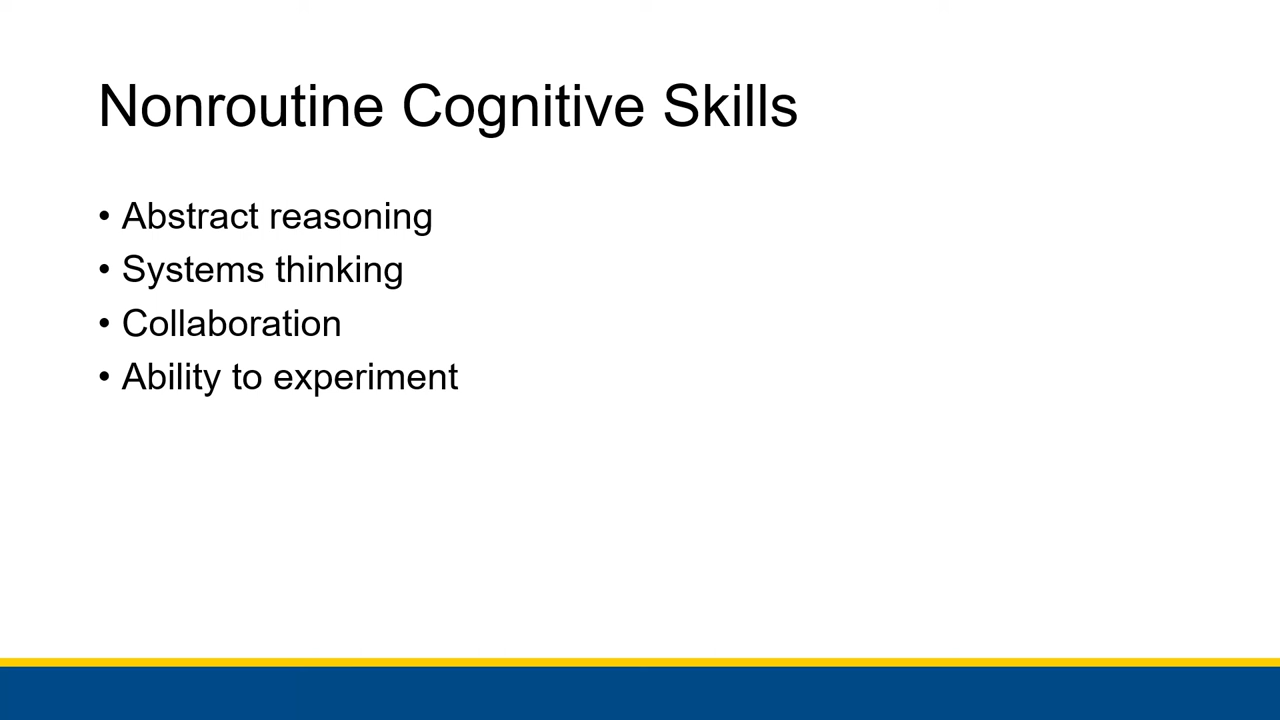 Nonroutine Cognitive Skills
• Abstract reasoning
• Systems thinking
• Collaboration
• Ability to experiment